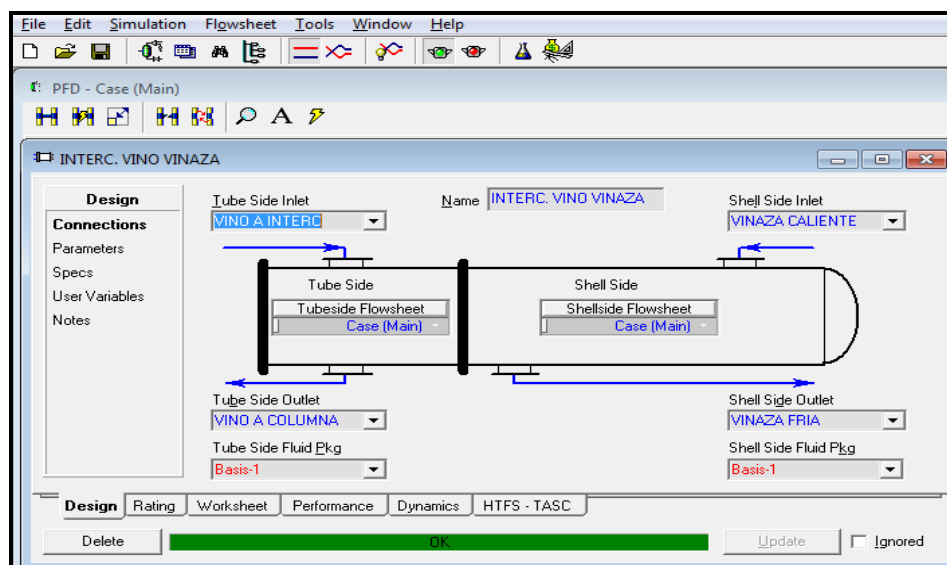 File Edit Simulation Flowsheet Tools Window Help
A
PFD - Case (Main)
A
INTERC. VINO VINAZA
Design
Connections
Parameters
Specs
User Variables
Notes
Tube Side Inlet
VINO A INTERC
Name INTERC. VINO VINAZA
Shell Side Inlet
VINAZA CALIENTE
Tube Side
Tubeside Flowsheet
Case (Main)
Shell Side
Shellside Flowsheet
Case (Main)
Tube Side Outlet
VINO A COLUMNA
Tube Side Fluid Pkg
Basis-1
Shell Side Outlet
VINAZA FRIA
Shell Side Fluid Pkg
Basis-1
Design Rating Worksheet Performance Dynamics HTFS - TASC
Delete OK Update Ignored